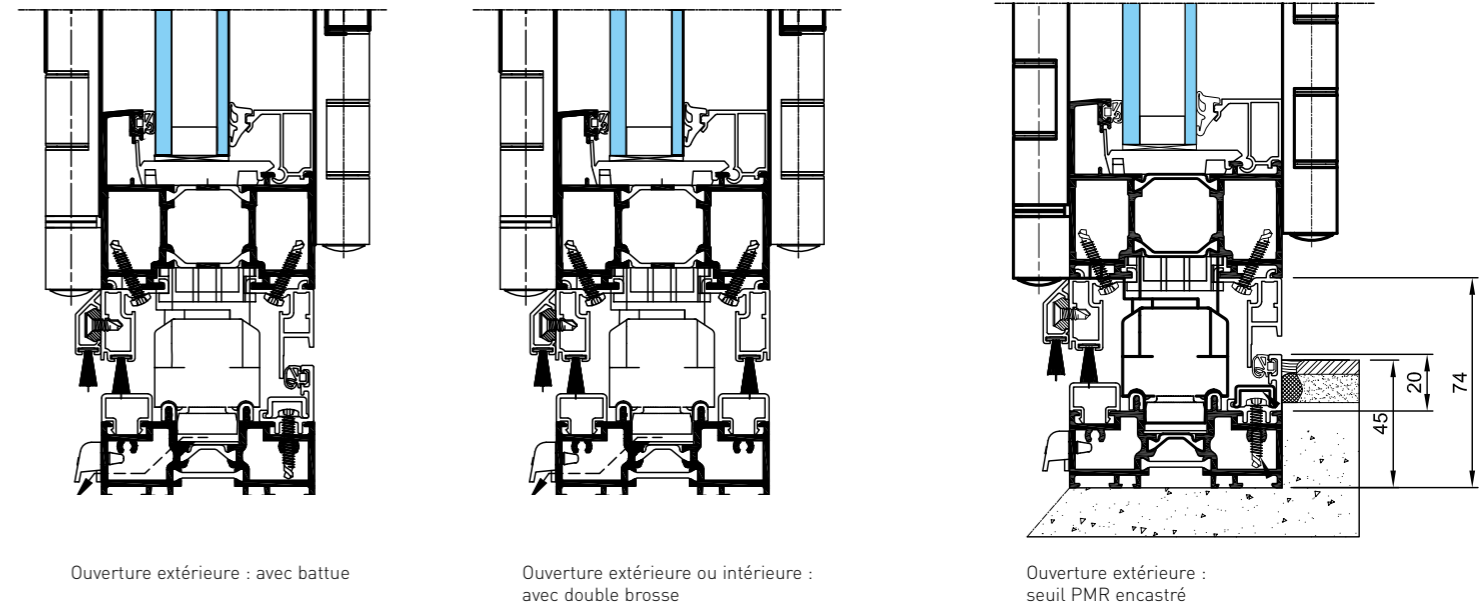 45
20
74
Ouverture extérieure : avec battue
Ouverture extérieure ou intérieure :
avec double brosse
Ouverture extérieure :
seuil PMR encastré